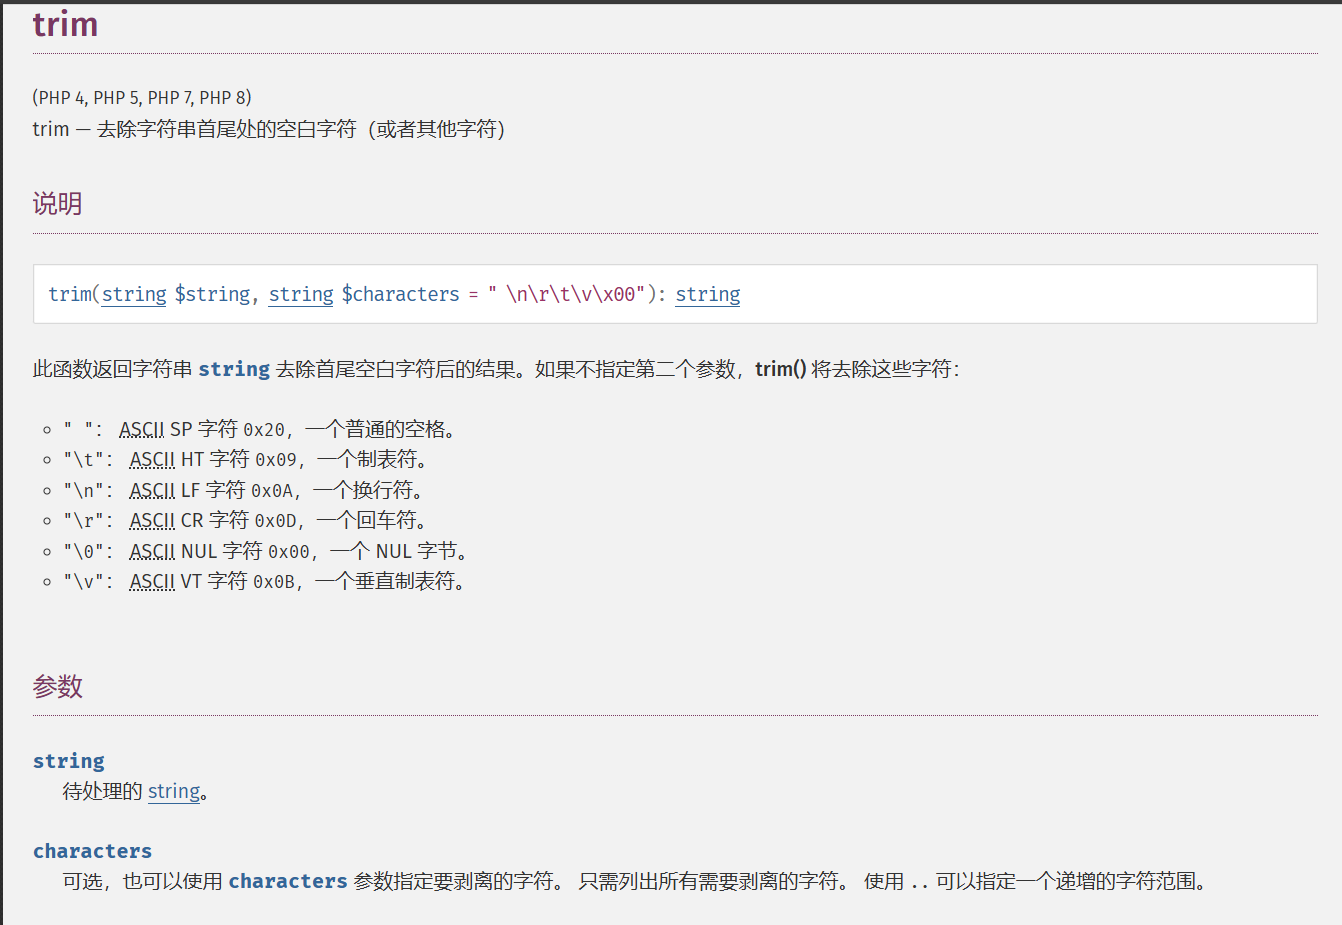 trim
(PHP 4, PHP 5, PHP 7, PHP 8)
trim — 去除字符串首尾处的空白字符（或者其他字符）
说明
trim(string $string, string $characters = " \n\r\t\v\x00"): string
此函数返回字符串 string 去除首尾空白字符后的结果。如果不指定第二个参数，trim() 将去除这些字符：
" "： ASCII SP 字符 0x20，一个普通的空格。
"\t"： ASCII HT 字符 0x09，一个制表符。
"\n"： ASCII LF 字符 0x0A，一个换行符。
"\r"： ASCII CR 字符 0x0D，一个回车符。
"\0"： ASCII NUL 字符 0x00，一个 NUL 字节。
"\v"： ASCII VT 字符 0x0B，一个垂直制表符。
参数
string
待处理的 string。
characters
可选，也可以使用 characters 参数指定要剥离的字符。 只需列出所有需要剥离的字符。 使用 .. 可以指定一个递增的字符范围。